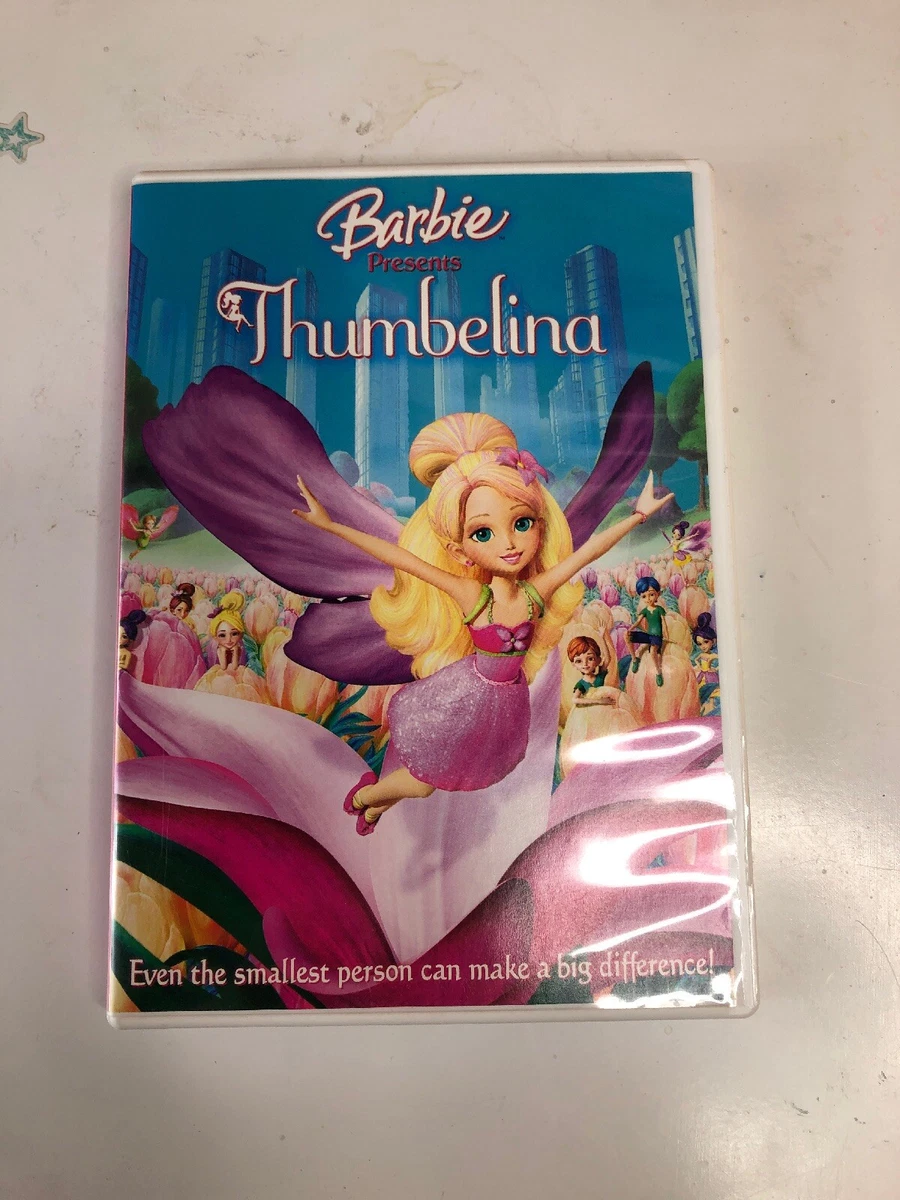 Barbie
Presents
Thumbelina
Even the smallest person can make a big difference!